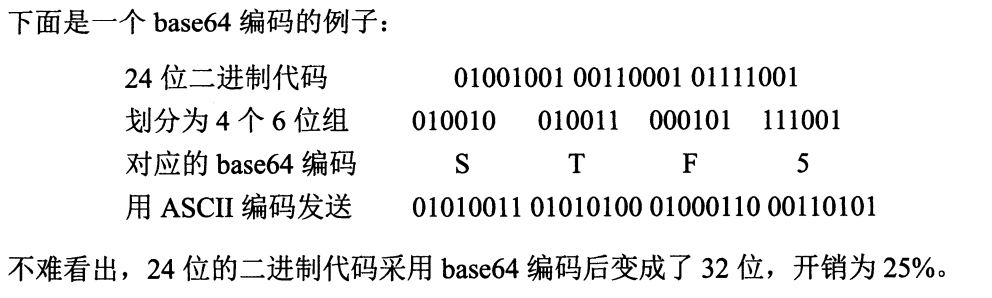 下面是一个 base64 编码的例子：
24 位二进制代码 01001001 00110001 01111001
划分为 4 个 6 位组 010010 010011 000101 111001
对应的 base64 编码 S T F 5
用 ASCII 编码发送 01010011 01010100 01000110 00110101
不难看出，24 位的二进制代码采用 base64 编码后变成了 32 位，开销为 25%。